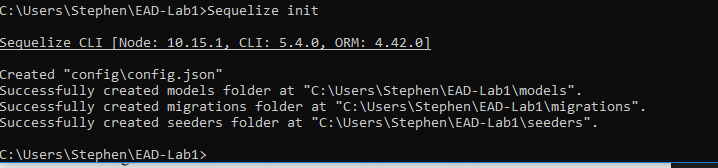 C:\Users\Stephen\EAD-Lab1>Sequelize init
Sequelize CLI [Node: 10.15.1, CLI: 5.4.0, ORM: 4.42.0]
Created "config\config.json"
Successfully created models folder at "C:\Users\Stephen\EAD-Lab1\models".
Successfully created migrations folder at "C:\Users\Stephen\EAD-Lab1\migrations".
Successfully created seeders folder at "C:\Users\Stephen\EAD-Lab1\seeders".
C:\Users\Stephen\EAD-Lab1>